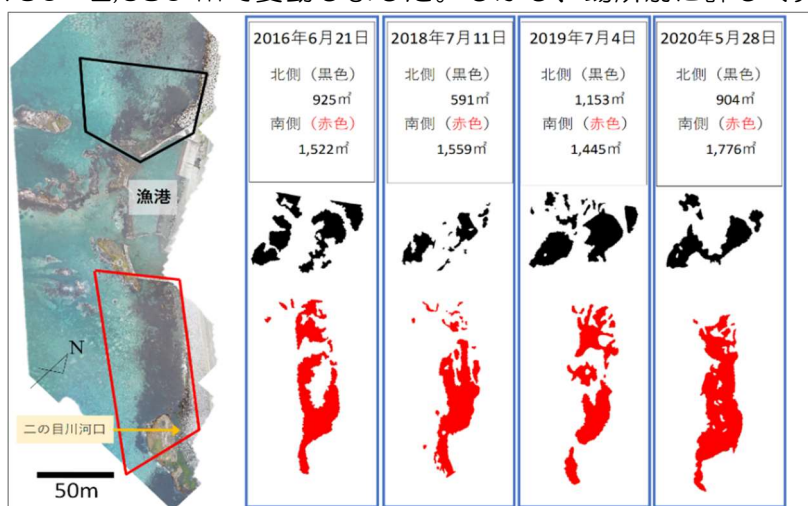 2016年6月21日
北側（黒色）
925㎡
南側（赤色）
1,522㎡
2018年7月11日
北側（黒色）
591㎡
南側（赤色）
1,559㎡
2019年7月4日
北側（黒色）
1,153㎡
南側（赤色）
1,445㎡
2020年5月28日
北側（黒色）
904㎡
南側（赤色）
1,776㎡
漁港
N
二の目川河口
50m